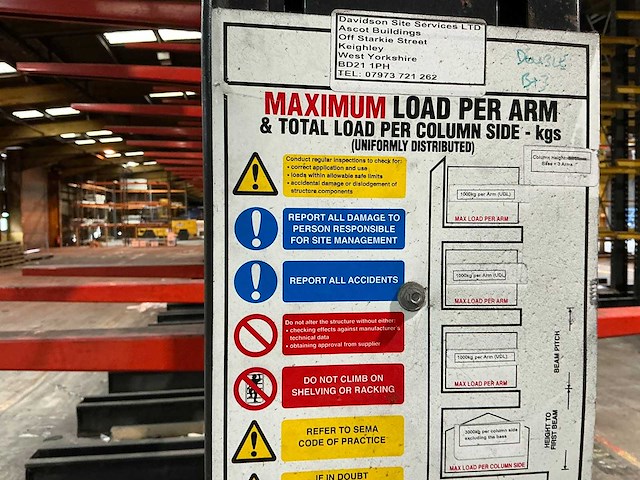 Davidson Site Services LTD
Ascot Buildings
Off Starkie Street
Keighley
West Yorkshire
BD21 1PH
TEL: 07973 721 262
DOUBLE
MAXIMUM LOAD PER ARM
& TOTAL LOAD PER COLUMN SIDE - kgs
(UNIFORMLY DISTRIBUTED)
Conduct regular inspections to check for:
• correct application and use
• loads within allowable safe limits
• accidental damage or dislodgement of
structure components
REPORT ALL DAMAGE TO
PERSON RESPONSIBLE
FOR SITE MANAGEMENT
REPORT ALL ACCIDENTS
Do not alter the structure without either:
• checking effects against manufacturer's
technical data
• obtaining approval from supplier
DO NOT CLIMB ON
SHELVING OR RACKING
REFER TO SEMA
CODE OF PRACTICE
IF IN DOUBT
Column height
1000kg per Arm (UDL)
MAX LOAD PER ARM
1000kg per Arm (UDL)
MAX LOAD PER ARM
1000kg per Arm (UDL)
MAX LOAD PER ARM
3000kg per column side
excluding the base
MAX LOAD PER COLUMN SIDE
BEAM PITCH
HEIGHT TO
FIRST BEAM